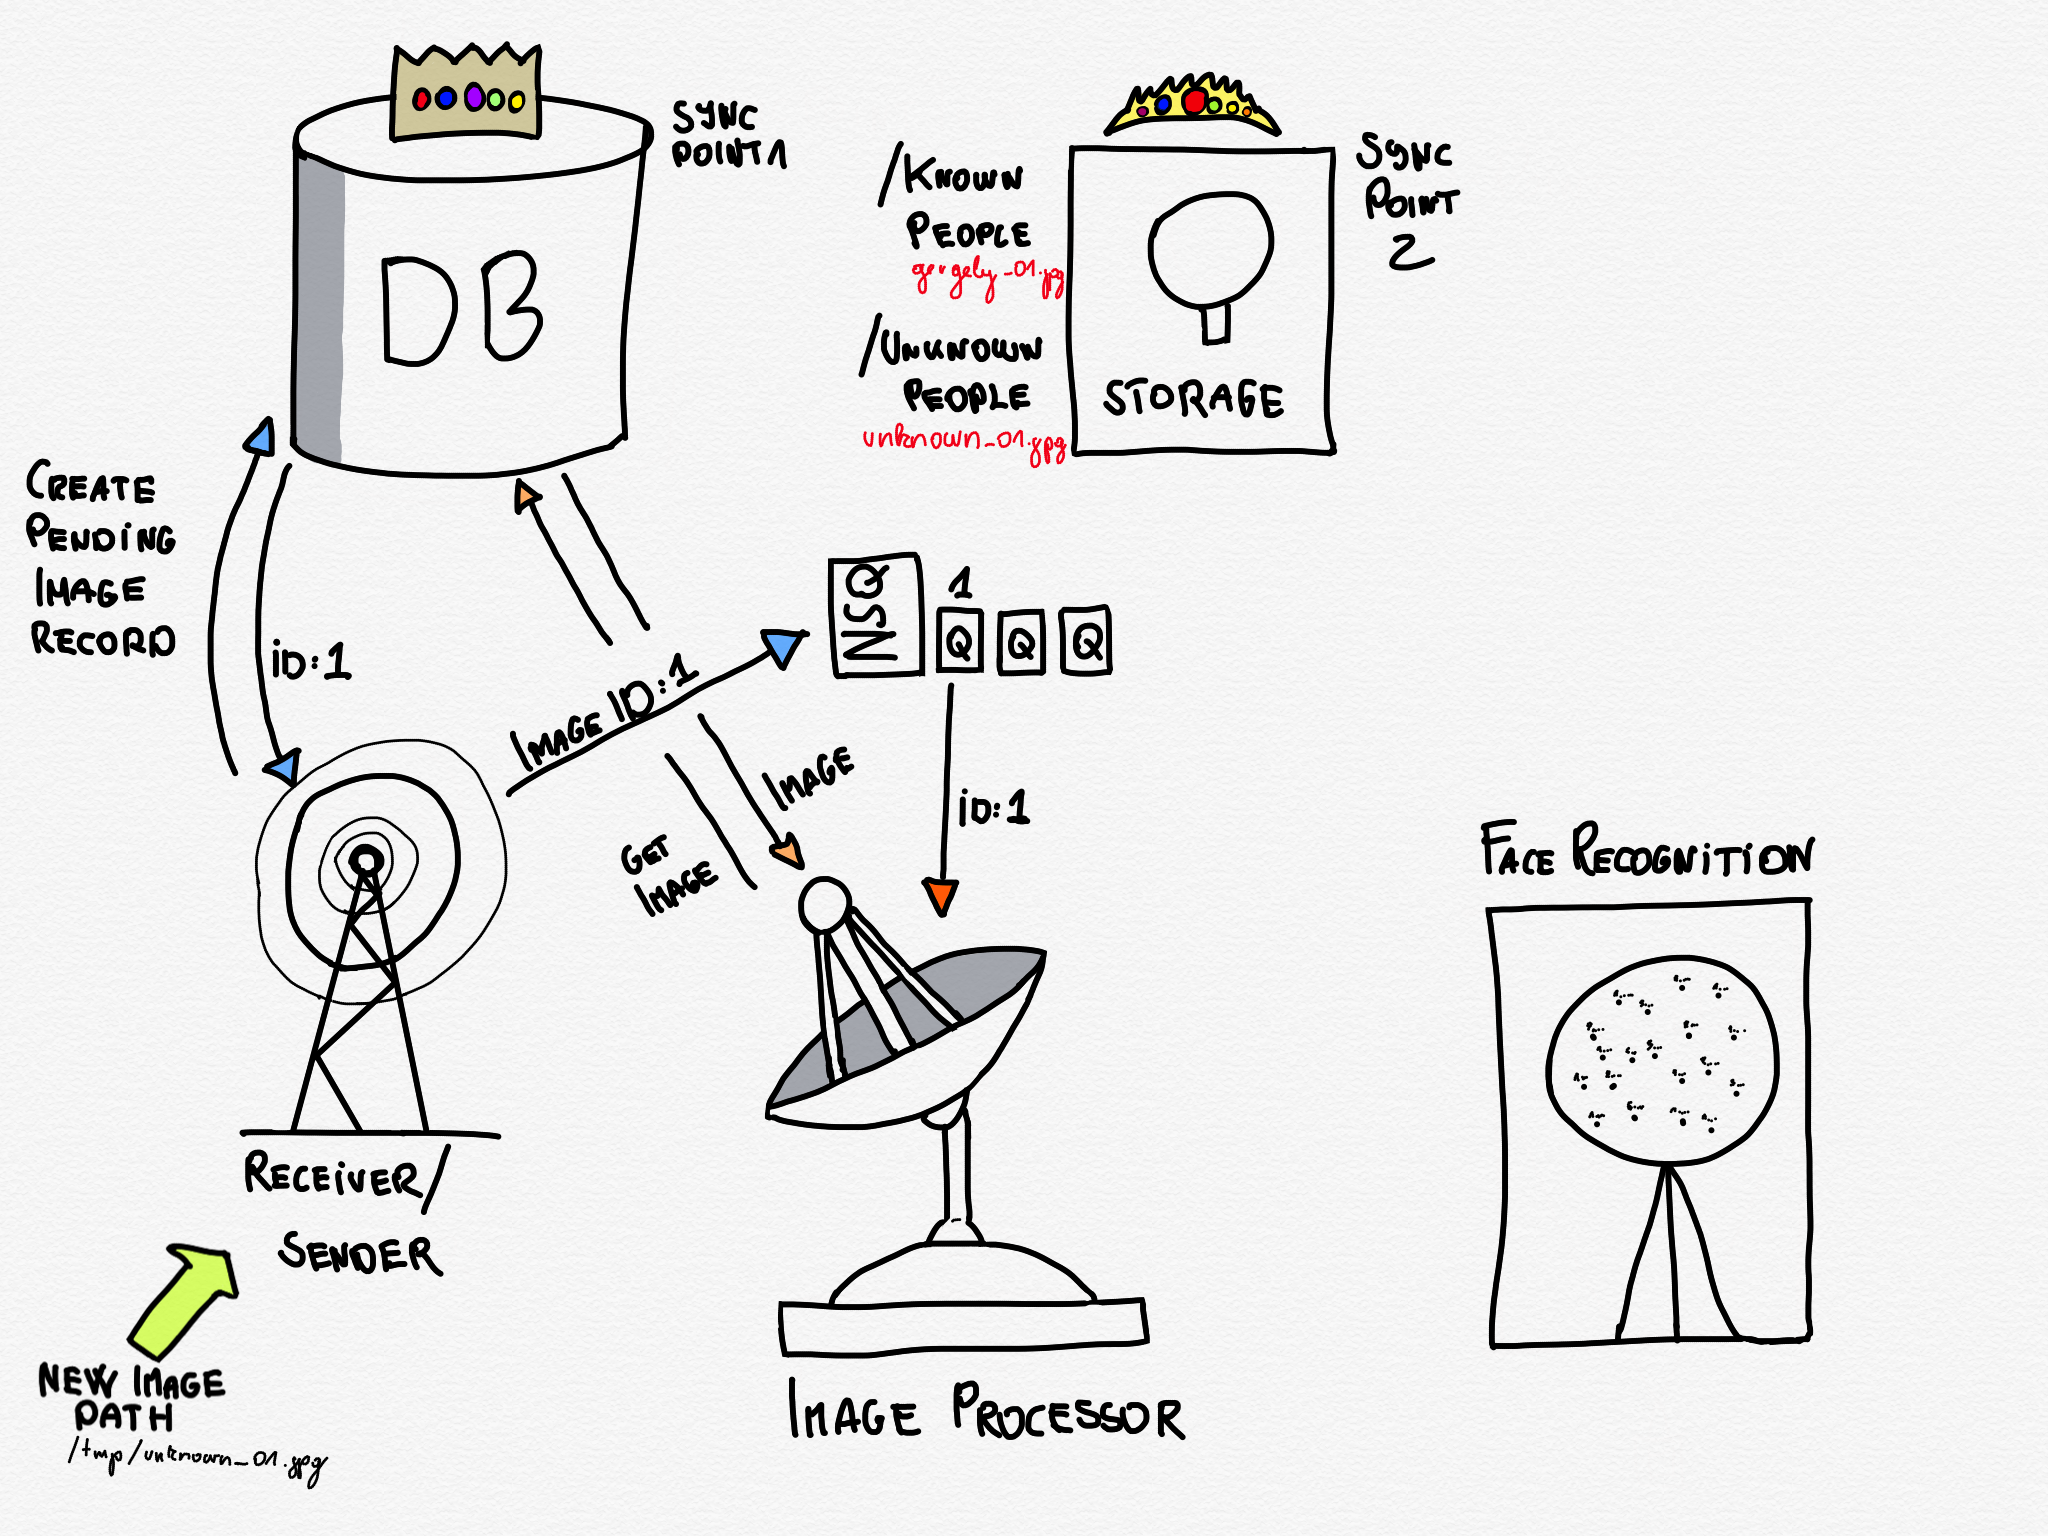 SYNC
POINT 1
DB
/KNOWN
PEOPLE
gergely_01.jpg
/UNKNOWN
PEOPLE
unknown_01.jpg
STORAGE
SYNC
POINT
2
CREATE
PENDING
IMAGE
RECORD
ID:1
IMAGE ID:1
NSQ
1
Q Q Q
IMAGE
GET
IMAGE
ID:1
FACE RECOGNITION
RECEIVER/
SENDER
NEW IMAGE
PATH
/tmp/unknown_01.jpg
IMAGE PROCESSOR